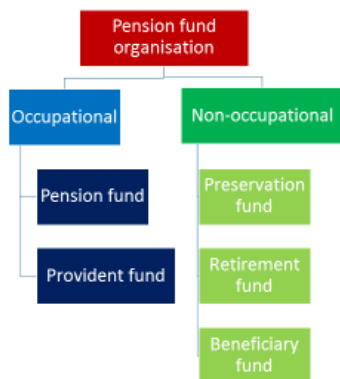 Pension fund
organisation
Occupational
Non-occupational
Pension fund
Provident fund
Preservation
fund
Retirement
fund
Beneficiary
fund